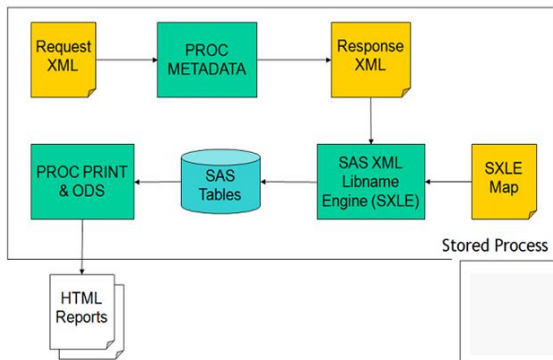 Request
XML
PROC
METADATA
Response
XML
PROC PRINT
& ODS
SAS
Tables
SAS XML
Libname
Engine (SXLE)
SXLE
Map
Stored Process
HTML
Reports